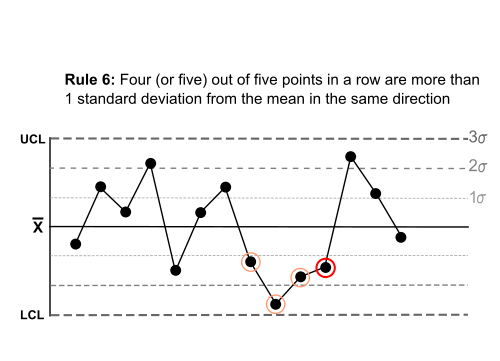 Rule 6: Four (or five) out of five points in a row are more than
1 standard deviation from the mean in the same direction
UCL
3σ
2σ
1σ
X̅
LCL